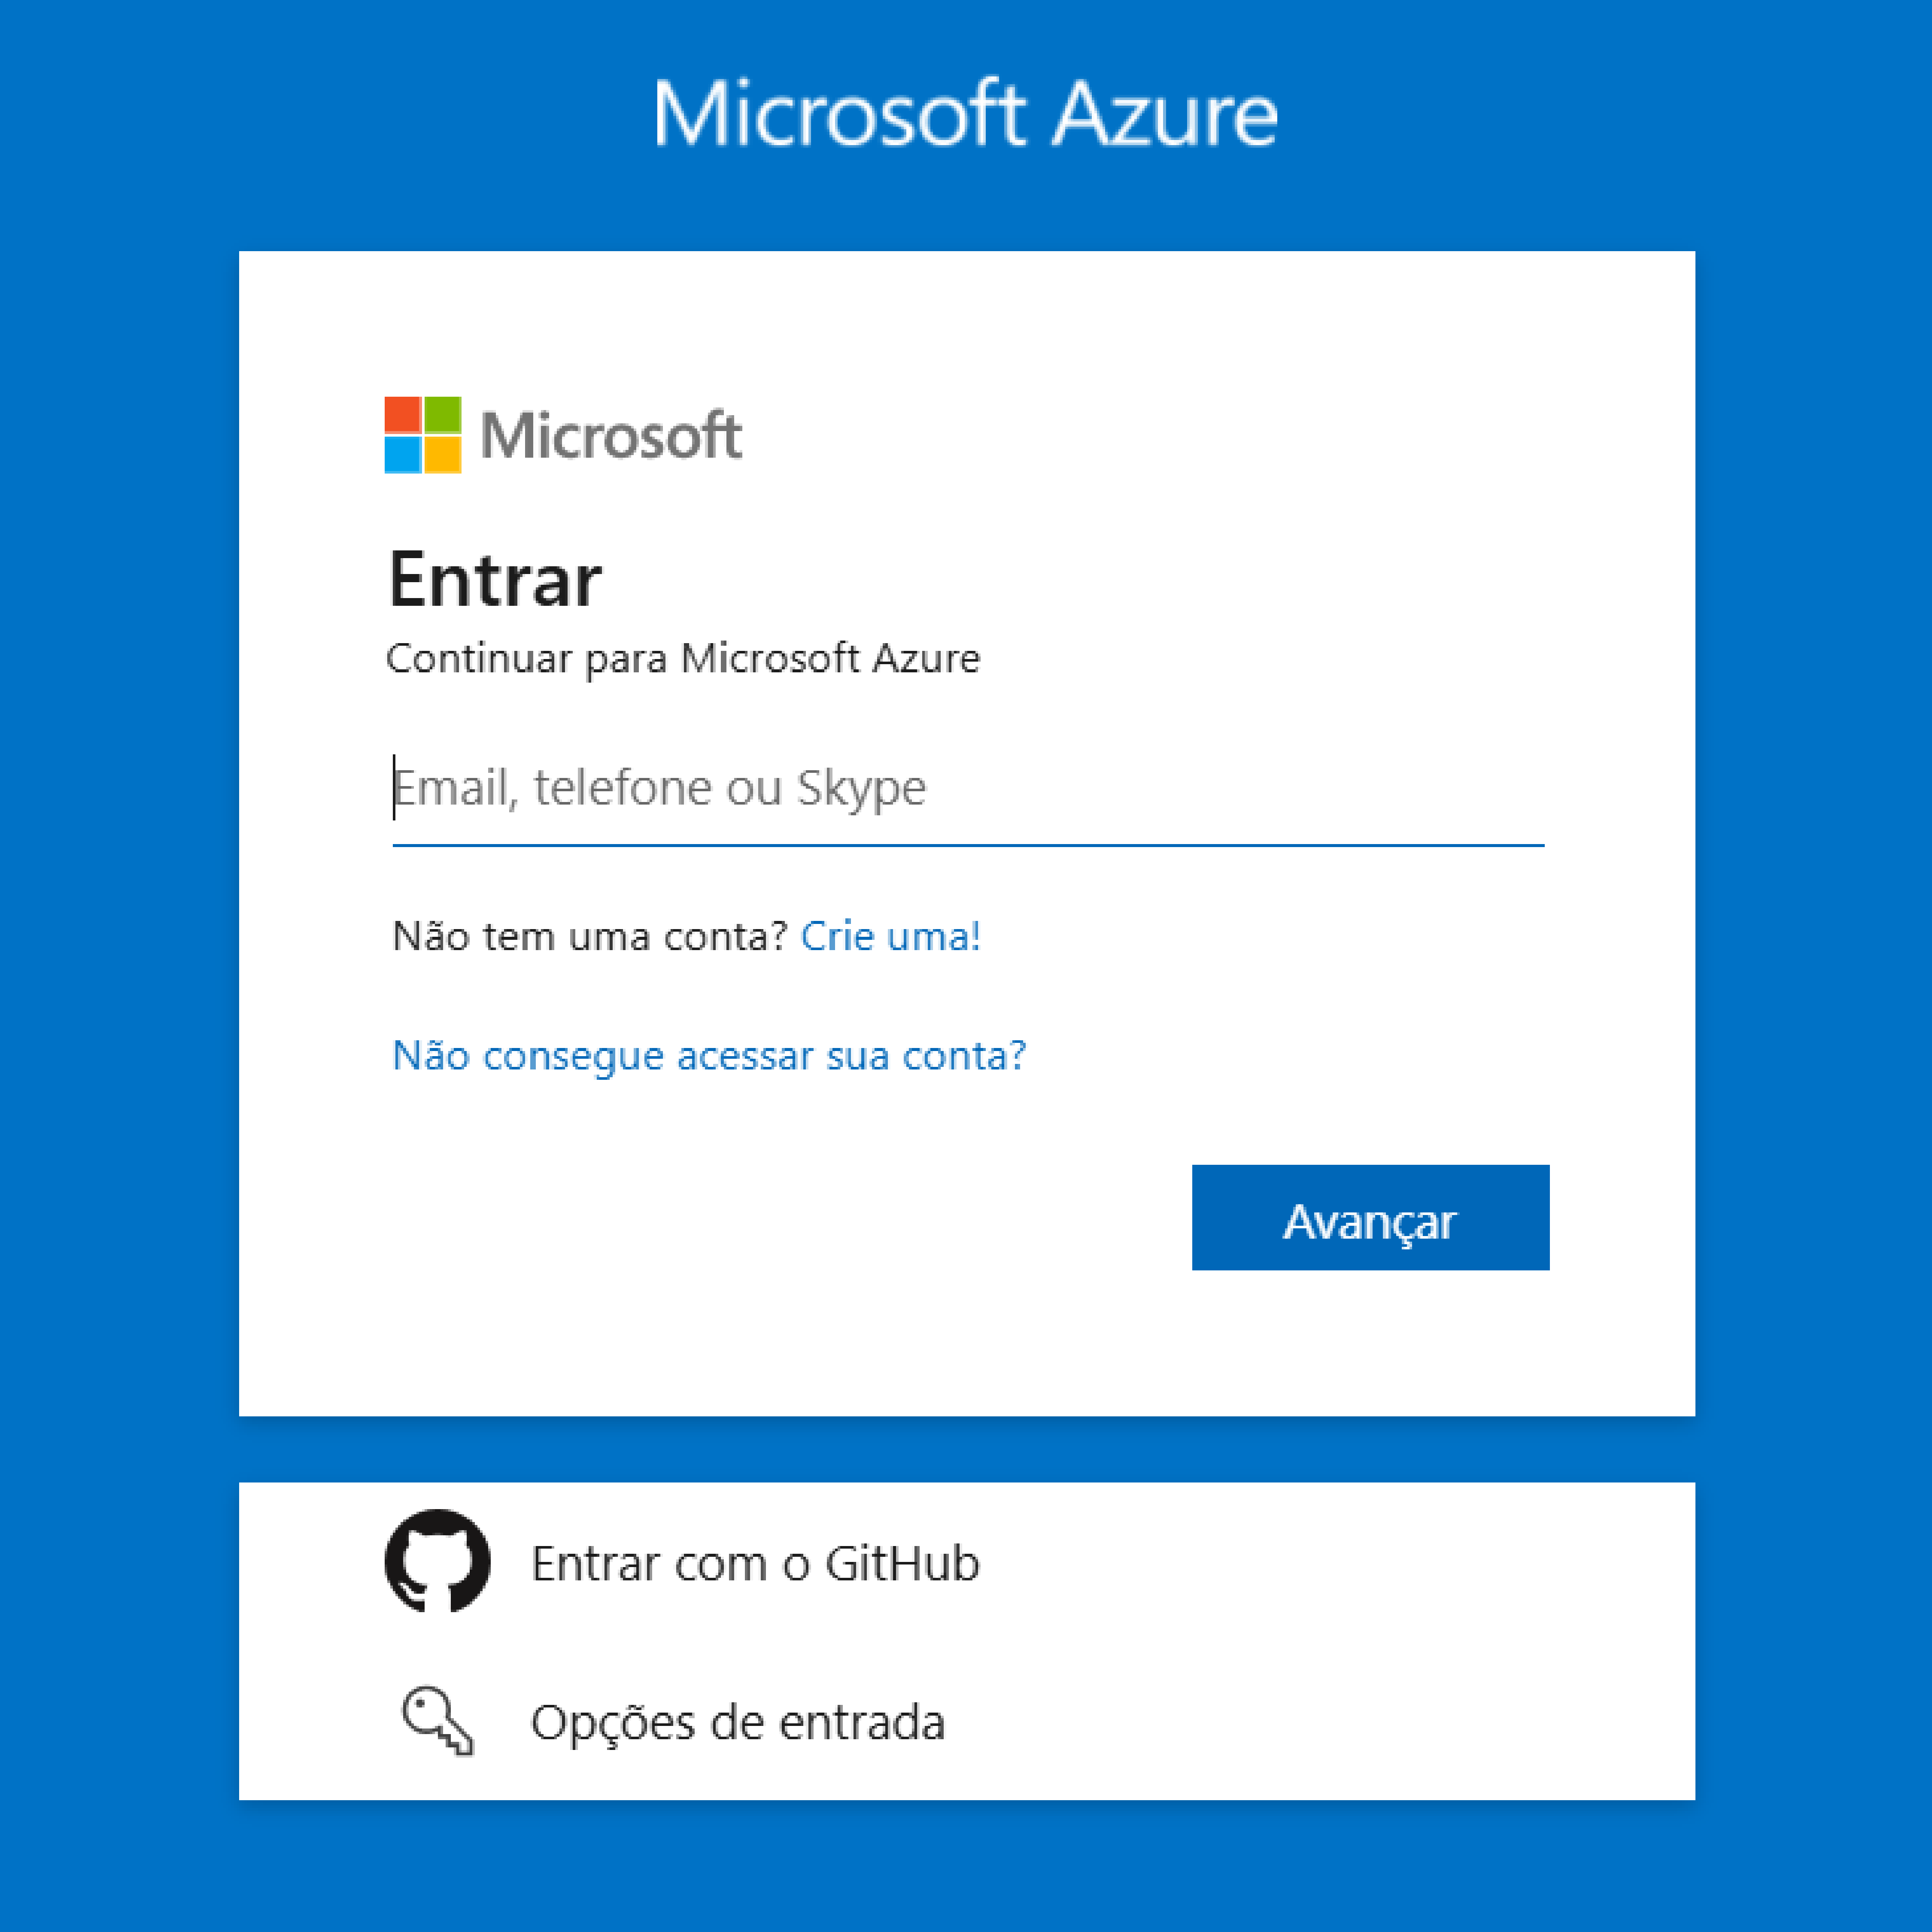 Microsoft Azure
Microsoft
Entrar
Continuar para Microsoft Azure
Email, telefone ou Skype
Não tem uma conta? Crie uma!
Não consegue acessar sua conta?
Avançar
Entrar com o GitHub
Opções de entrada